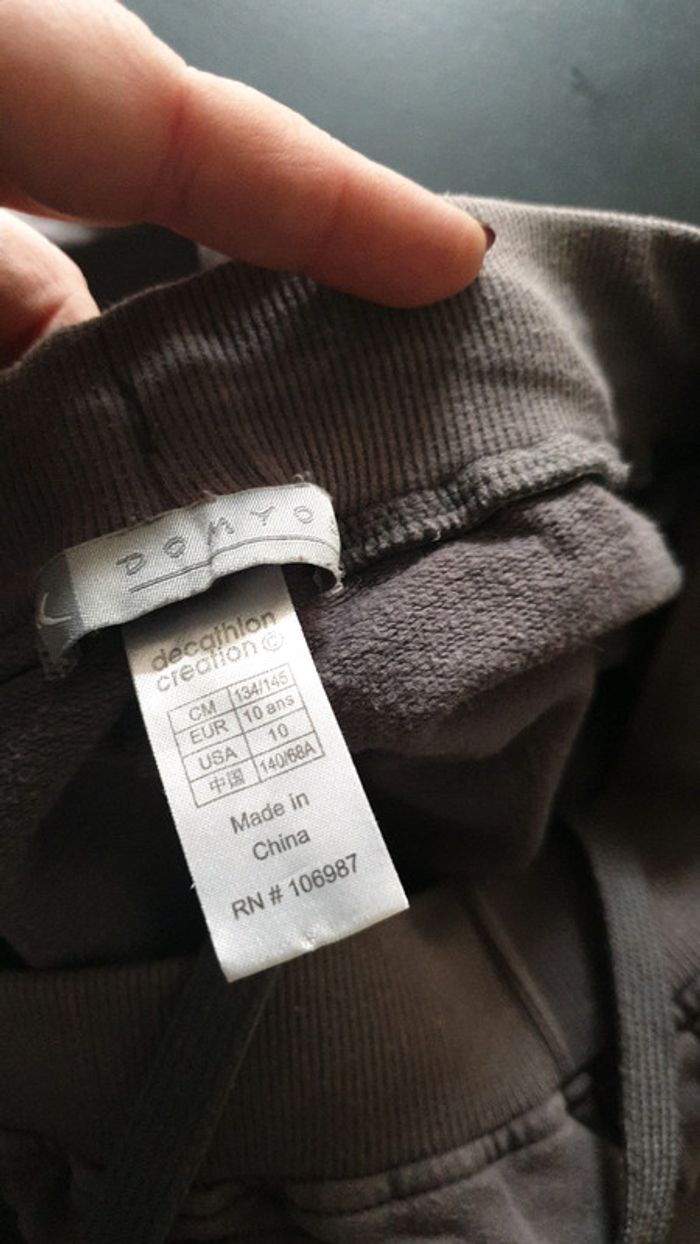 DOMYOS
decathlon
creation ©
CM 134/145
EUR 10 ans
USA 10
中国 140/68A
Made in
China
RN # 106987